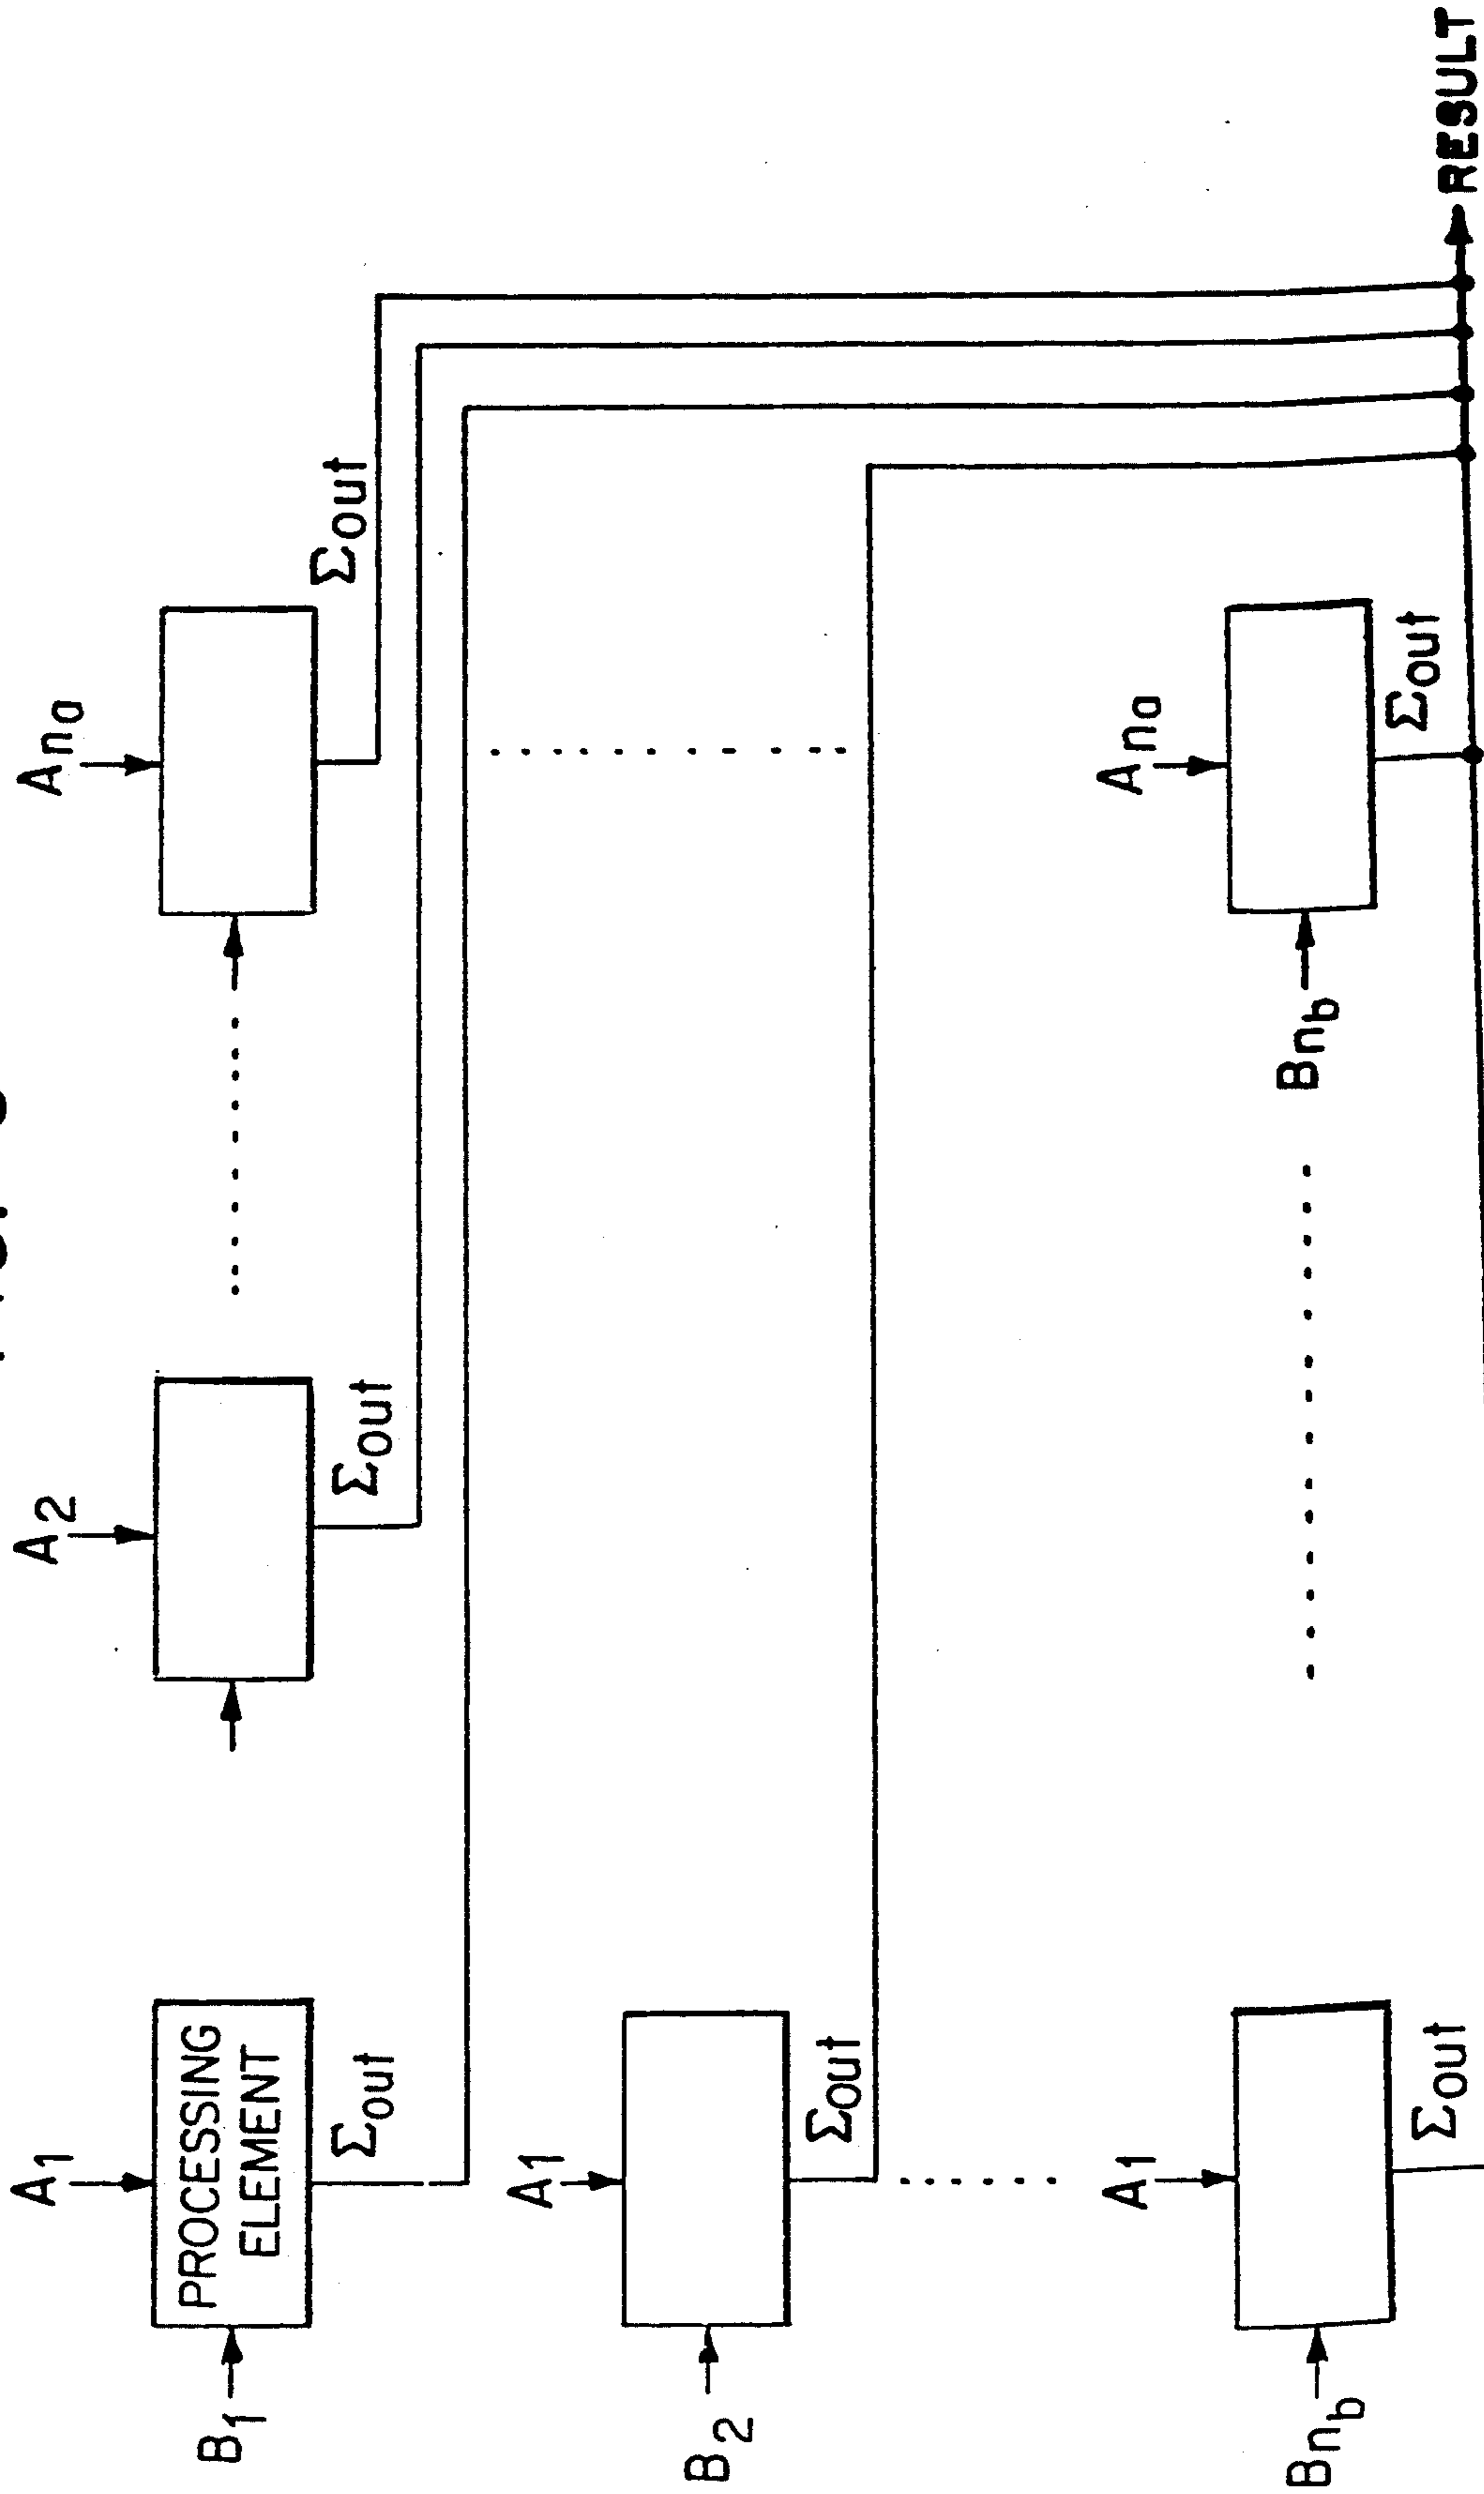 A1
A2
Ana
B1
PROCESSING
ELEMENT
Σout
Σout
Σout
A1
B2
Σout
A1
Ana
Bnb
Bnb
Σout
Σout
RESULT